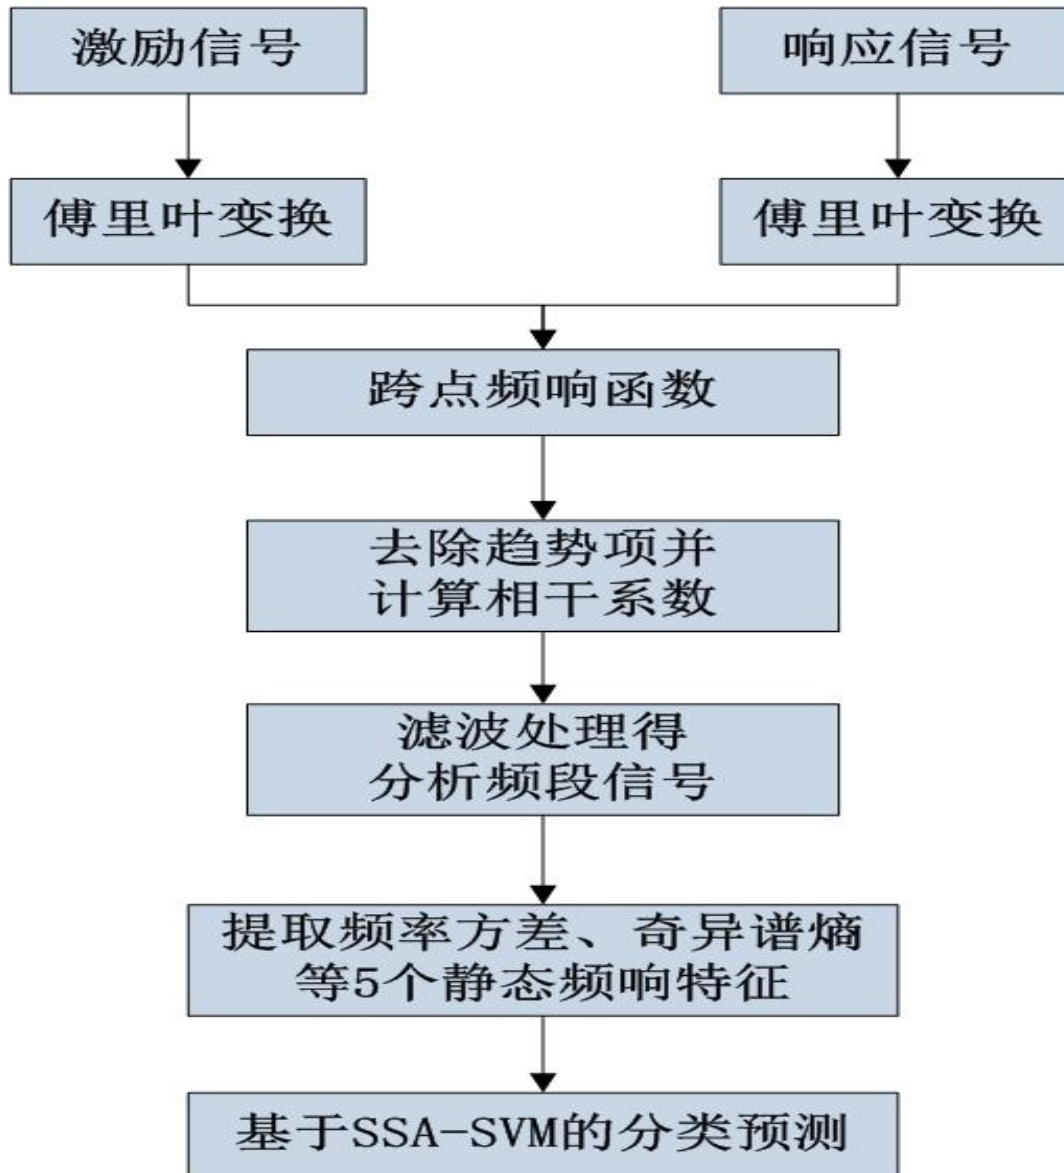 激励信号
响应信号
傅里叶变换
傅里叶变换
跨点频响函数
去除趋势项并
计算相干系数
滤波处理得
分析频段信号
提取频率方差、奇异谱熵
等5个静态频响特征
基于SSA-SVM的分类预测